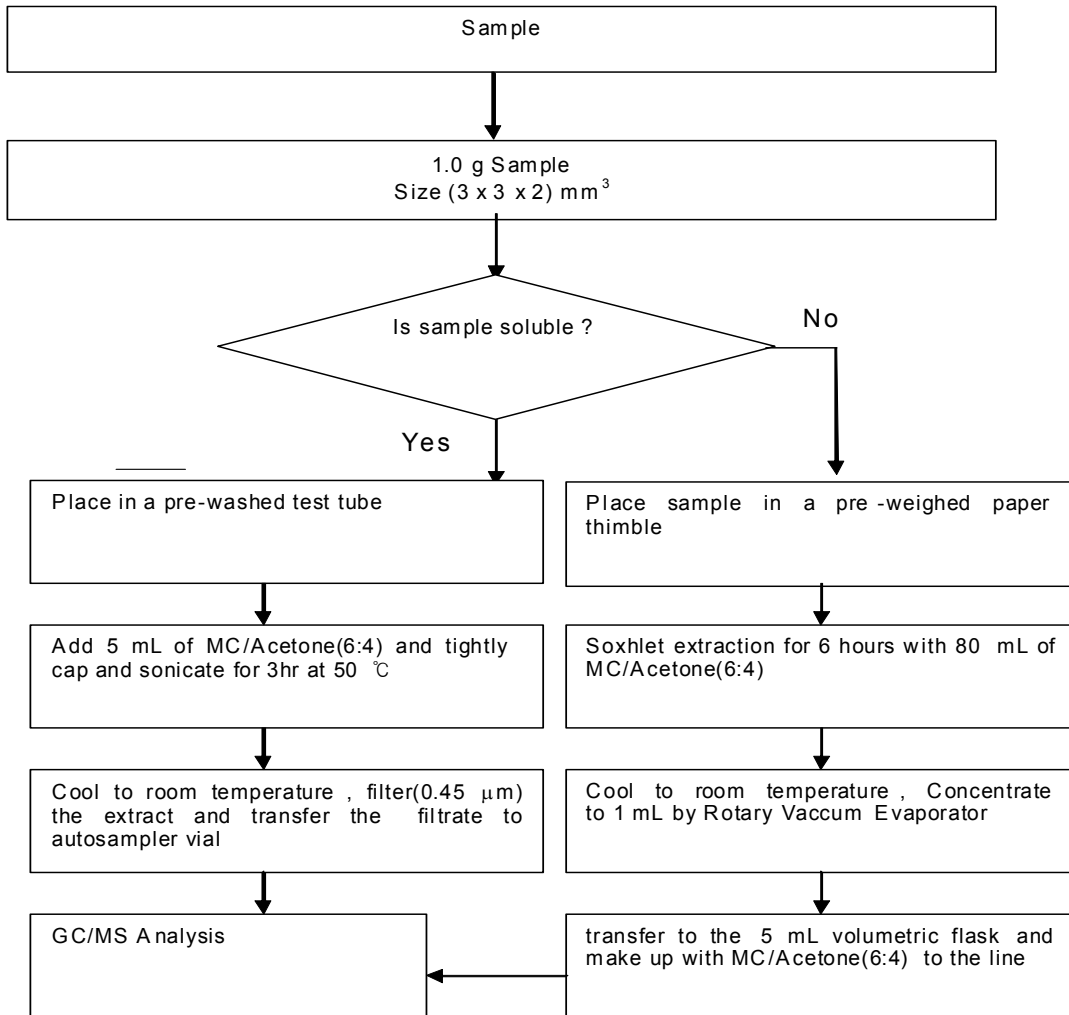 Sample
1.0 g Sample
Size (3 x 3 x 2) mm³
Is sample soluble ?
No
Yes
Place in a pre-washed test tube
Place sample in a pre -weighed paper
thimble
Add 5 mL of MC/Acetone(6:4) and tightly
cap and sonicate for 3hr at 50 ℃
Soxhlet extraction for 6 hours with 80 mL of
MC/Acetone(6:4)
Cool to room temperature , filter(0.45 μm)
the extract and transfer the filtrate to
autosampler vial
Cool to room temperature , Concentrate
to 1 mL by Rotary Vaccum Evaporator
GC/MS Analysis
transfer to the 5 mL volumetric flask and
make up with MC/Acetone(6:4) to the line